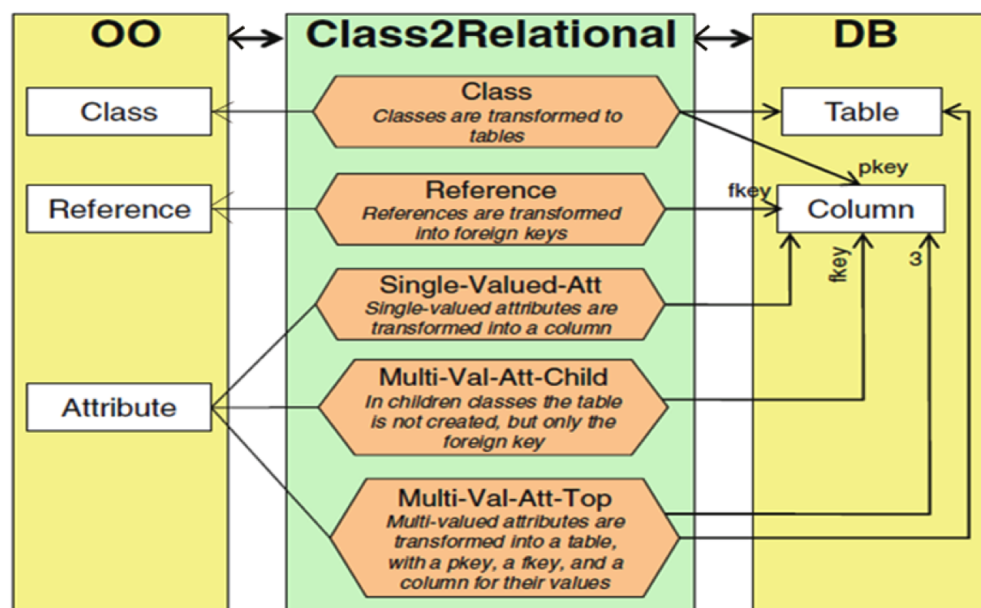 OO
Class2Relational
DB
Class
Class
Classes are transformed to
tables
Table
pkey
Reference
Reference
References are transformed
into foreign keys
fkey
Column
Single-Valued-Att
Single-valued attributes are
transformed into a column
fkey
3
Attribute
Multi-Val-Att-Child
In children classes the table
is not created, but only the
foreign key
Multi-Val-Att-Top
Multi-valued attributes are
transformed into a table,
with a pkey, a fkey, and a
column for their values